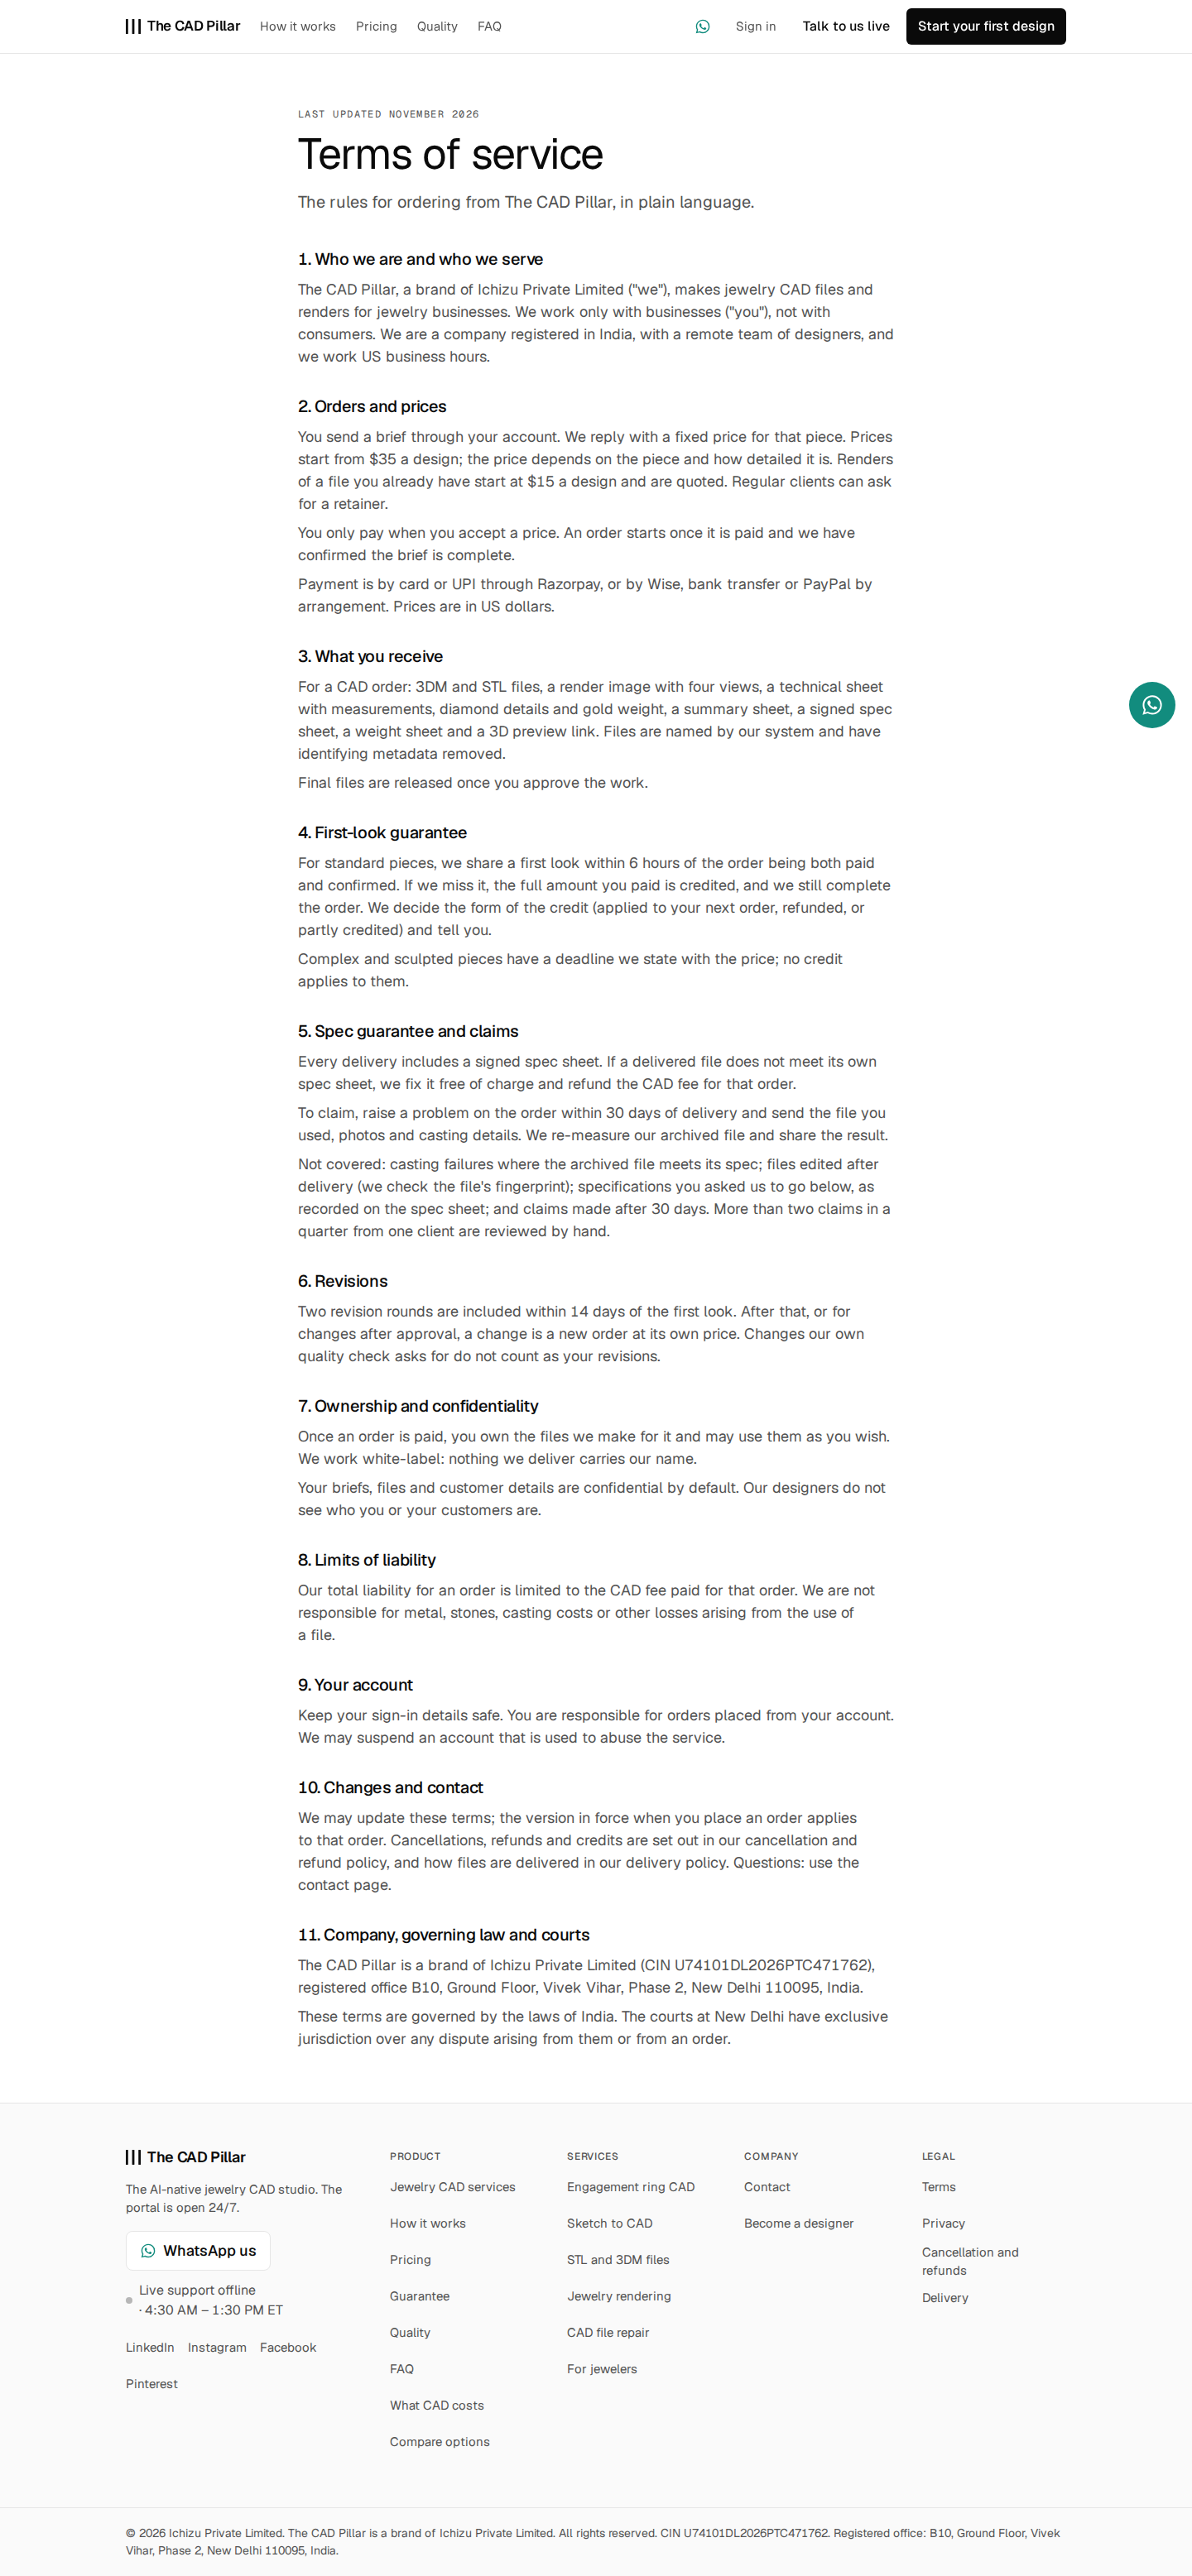 The CAD Pillar How it works Pricing Quality FAQ Sign in Talk to us live Start your first design
LAST UPDATED NOVEMBER 2026
Terms of service
The rules for ordering from The CAD Pillar, in plain language.
1. Who we are and who we serve
The CAD Pillar, a brand of Ichizu Private Limited ("we"), makes jewelry CAD files and
renders for jewelry businesses. We work only with businesses ("you"), not with
consumers. We are a company registered in India, with a remote team of designers, and
we work US business hours.
2. Orders and prices
You send a brief through your account. We reply with a fixed price for that piece. Prices
start from $35 a design; the price depends on the piece and how detailed it is. Renders
of a file you already have start at $15 a design and are quoted. Regular clients can ask
for a retainer.
You only pay when you accept a price. An order starts once it is paid and we have
confirmed the brief is complete.
Payment is by card or UPI through Razorpay, or by Wise, bank transfer or PayPal by
arrangement. Prices are in US dollars.
3. What you receive
For a CAD order: 3DM and STL files, a render image with four views, a technical sheet
with measurements, diamond details and gold weight, a summary sheet, a signed spec
sheet, a weight sheet and a 3D preview link. Files are named by our system and have
identifying metadata removed.
Final files are released once you approve the work.
4. First-look guarantee
For standard pieces, we share a first look within 6 hours of the order being both paid
and confirmed. If we miss it, the full amount you paid is credited, and we still complete
the order. We decide the form of the credit (applied to your next order, refunded, or
partly credited) and tell you.
Complex and sculpted pieces have a deadline we state with the price; no credit
applies to them.
5. Spec guarantee and claims
Every delivery includes a signed spec sheet. If a delivered file does not meet its own
spec sheet, we fix it free of charge and refund the CAD fee for that order.
To claim, raise a problem on the order within 30 days of delivery and send the file you
used, photos and casting details. We re-measure our archived file and share the result.
Not covered: casting failures where the archived file meets its spec; files edited after
delivery (we check the file's fingerprint); specifications you asked us to go below, as
recorded on the spec sheet; and claims made after 30 days. More than two claims in a
quarter from one client are reviewed by hand.
6. Revisions
Two revision rounds are included within 14 days of the first look. After that, or for
changes after approval, a change is a new order at its own price. Changes our own
quality check asks for do not count as your revisions.
7. Ownership and confidentiality
Once an order is paid, you own the files we make for it and may use them as you wish.
We work white-label: nothing we deliver carries our name.
Your briefs, files and customer details are confidential by default. Our designers do not
see who you or your customers are.
8. Limits of liability
Our total liability for an order is limited to the CAD fee paid for that order. We are not
responsible for metal, stones, casting costs or other losses arising from the use of
a file.
9. Your account
Keep your sign-in details safe. You are responsible for orders placed from your account.
We may suspend an account that is used to abuse the service.
10. Changes and contact
We may update these terms; the version in force when you place an order applies
to that order. Cancellations, refunds and credits are set out in our cancellation and
refund policy, and how files are delivered in our delivery policy. Questions: use the
contact page.
11. Company, governing law and courts
The CAD Pillar is a brand of Ichizu Private Limited (CIN U74101DL2026PTC471762),
registered office B10, Ground Floor, Vivek Vihar, Phase 2, New Delhi 110095, India.
These terms are governed by the laws of India. The courts at New Delhi have exclusive
jurisdiction over any dispute arising from them or from an order.
The CAD Pillar
The AI-native jewelry CAD studio. The
portal is open 24/7.
WhatsApp us
Live support offline
· 4:30 AM – 1:30 PM ET
LinkedIn Instagram Facebook
Pinterest
PRODUCT
Jewelry CAD services
How it works
Pricing
Guarantee
Quality
FAQ
What CAD costs
Compare options
SERVICES
Engagement ring CAD
Sketch to CAD
STL and 3DM files
Jewelry rendering
CAD file repair
For jewelers
COMPANY
Contact
Become a designer
LEGAL
Terms
Privacy
Cancellation and
refunds
Delivery
© 2026 Ichizu Private Limited. The CAD Pillar is a brand of Ichizu Private Limited. All rights reserved. CIN U74101DL2026PTC471762. Registered office: B10, Ground Floor, Vivek
Vihar, Phase 2, New Delhi 110095, India.